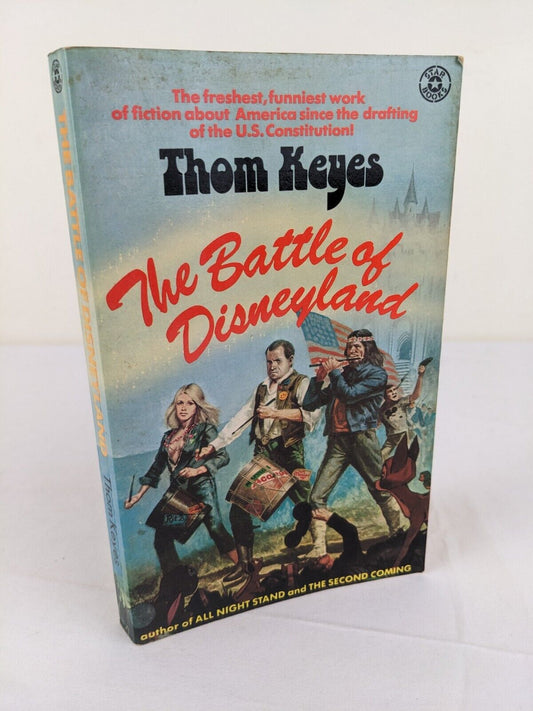 STAR
BOOKS
The freshest, funniest work
of fiction about America since the drafting
of the U.S. Constitution!
Thom Keyes
The Battle of
Disneyland
author of ALL NIGHT STAND and THE SECOND COMING
THE BATTLE OF DISNEYLAND
Thom Keyes